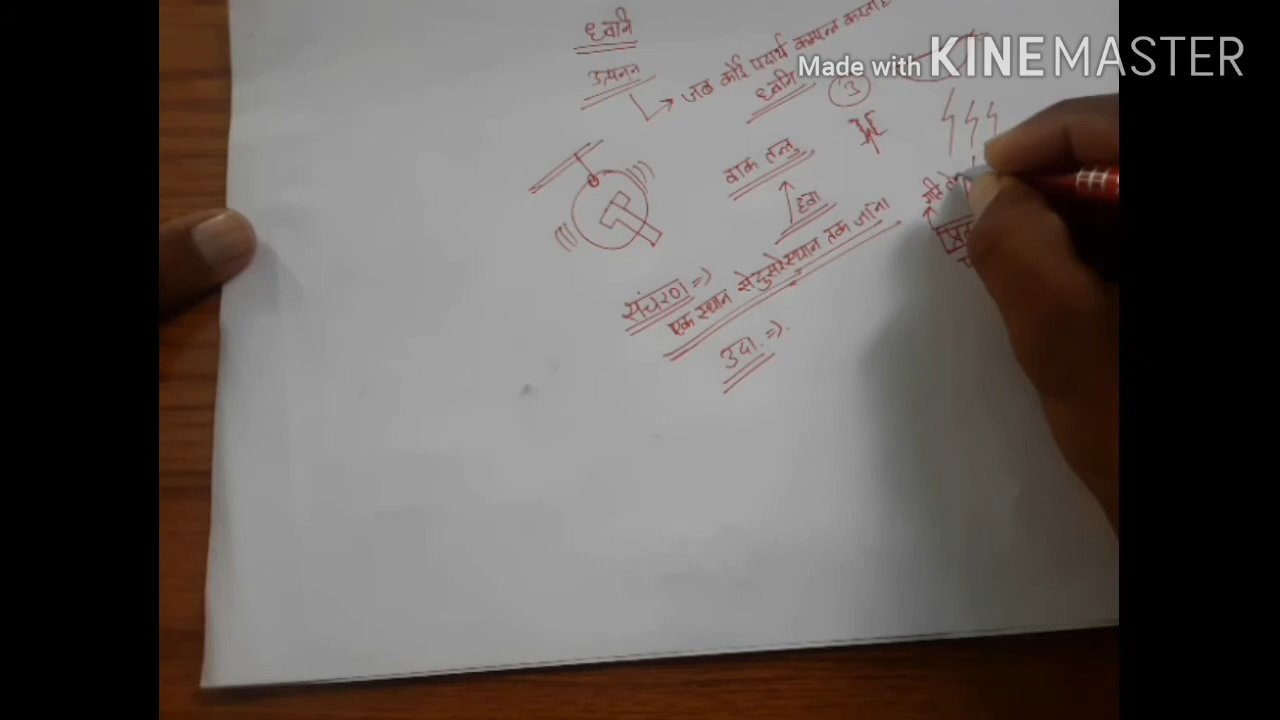 ध्वनि
उत्पनन
जब कोई पदार्थ कम्पन्न करता है
ध्वनि
3
वाक तन्तु
हवा
संचरण =>
एक स्थान से दुसरे स्थान तक जाना
उदा. =>.
Made with KINEMASTER